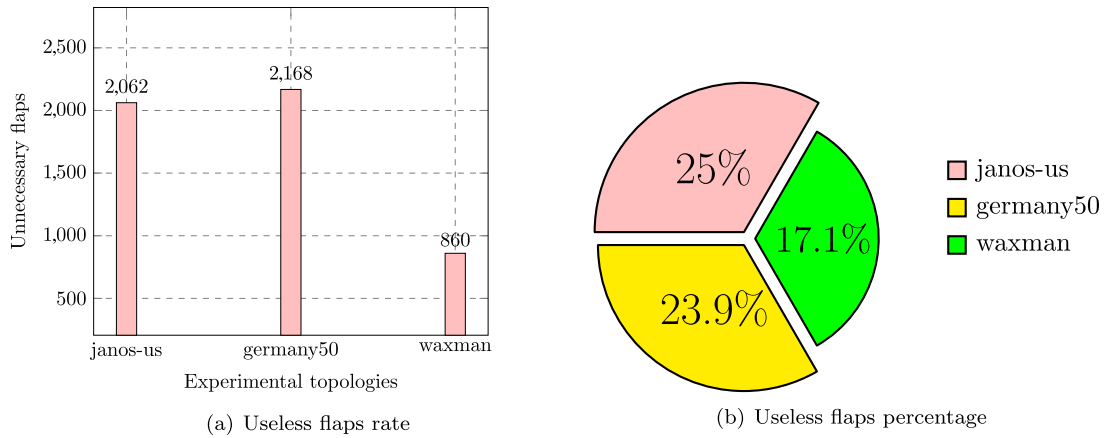 Unnecessary flaps
2,500
2,000
1,500
1,000
500
2,062
2,168
860
janos-us
germany50
waxman
Experimental topologies
(a) Useless flaps rate
25%
23.9%
17.1%
janos-us
germany50
waxman
(b) Useless flaps percentage